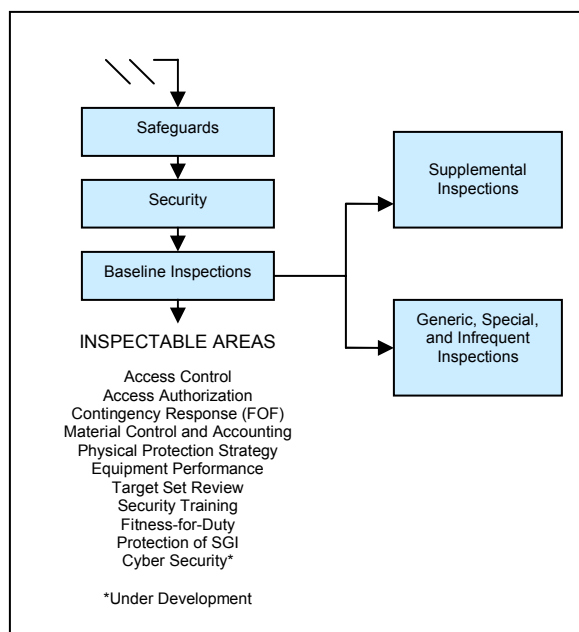 Safeguards
Security
Baseline Inspections
Supplemental
Inspections
Generic, Special,
and Infrequent
Inspections
INSPECTABLE AREAS
Access Control
Access Authorization
Contingency Response (FOF)
Material Control and Accounting
Physical Protection Strategy
Equipment Performance
Target Set Review
Security Training
Fitness-for-Duty
Protection of SGI
Cyber Security*
*Under Development